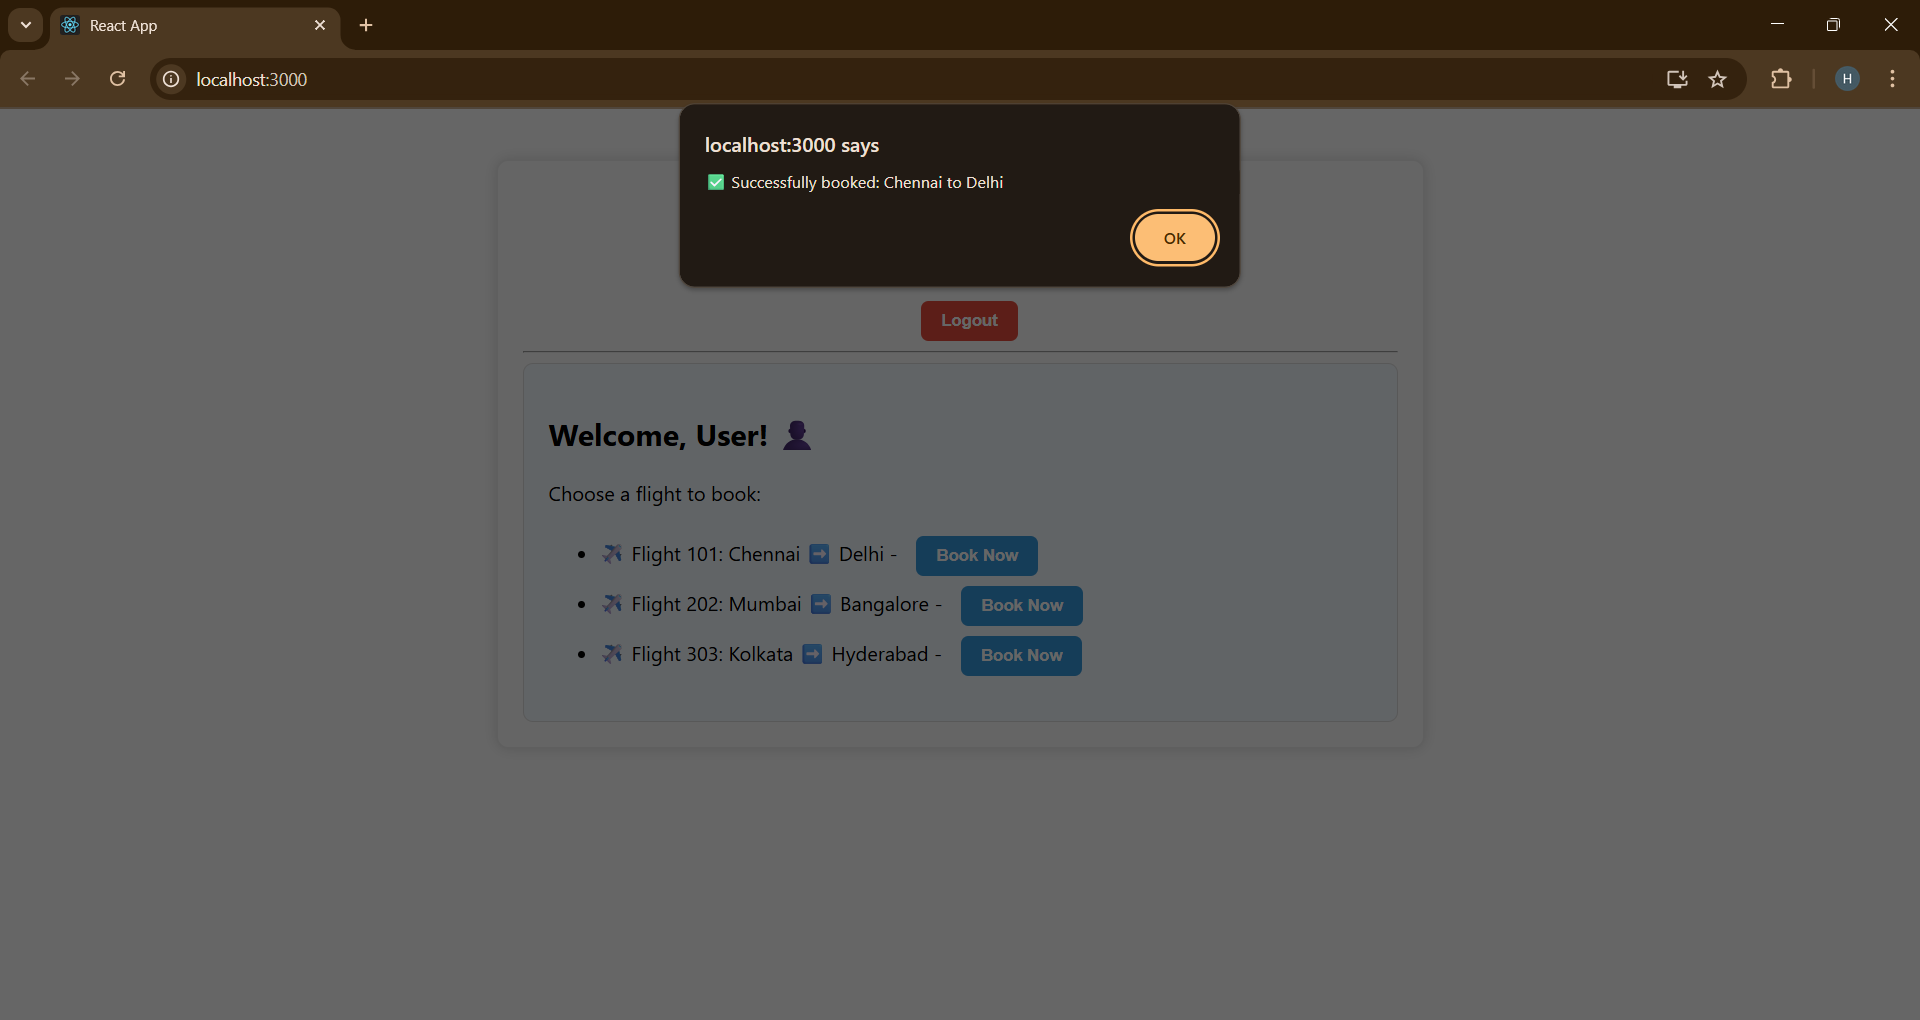 React App
localhost:3000
H
localhost:3000 says
✅ Successfully booked: Chennai to Delhi
OK
Logout
Welcome, User! 👤
Choose a flight to book:
• ✈️ Flight 101: Chennai ➡️ Delhi - Book Now
• ✈️ Flight 202: Mumbai ➡️ Bangalore - Book Now
• ✈️ Flight 303: Kolkata ➡️ Hyderabad - Book Now